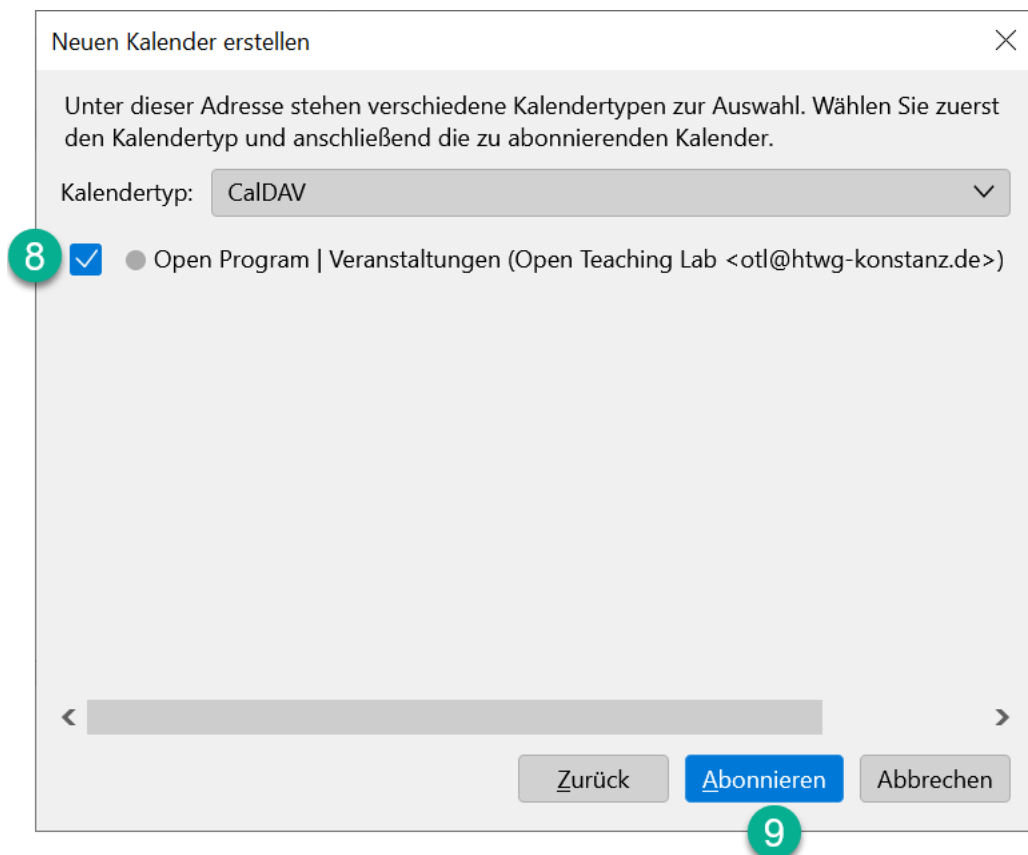 Neuen Kalender erstellen
Unter dieser Adresse stehen verschiedene Kalendertypen zur Auswahl. Wählen Sie zuerst
den Kalendertyp und anschließend die zu abonnierenden Kalender.
Kalendertyp: CalDAV
8 Open Program | Veranstaltungen (Open Teaching Lab <otl@htwg-konstanz.de>)
Zurück Abonnieren Abbrechen
9